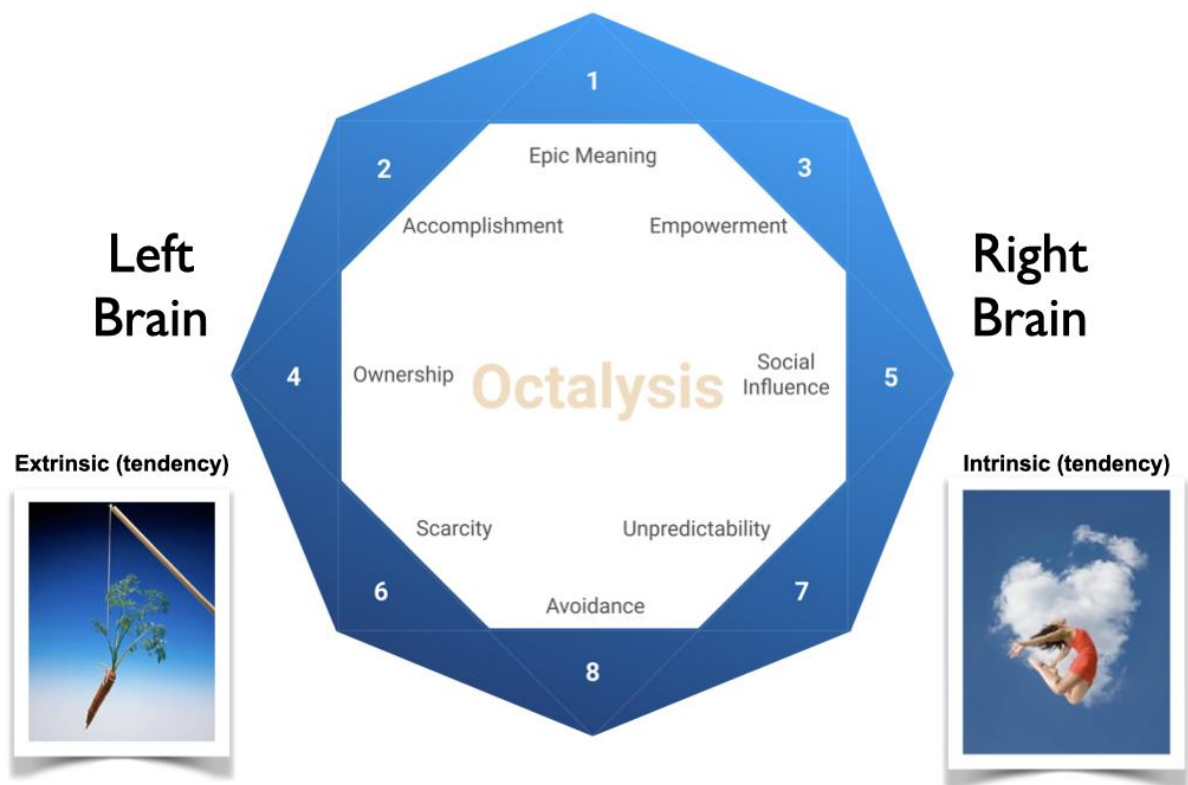 1
2
3
Epic Meaning
Accomplishment
Empowerment
Left
Brain
Right
Brain
4
Ownership
Octalysis
Social
Influence
5
Extrinsic (tendency)
Intrinsic (tendency)
Scarcity
Unpredictability
6
7
Avoidance
8